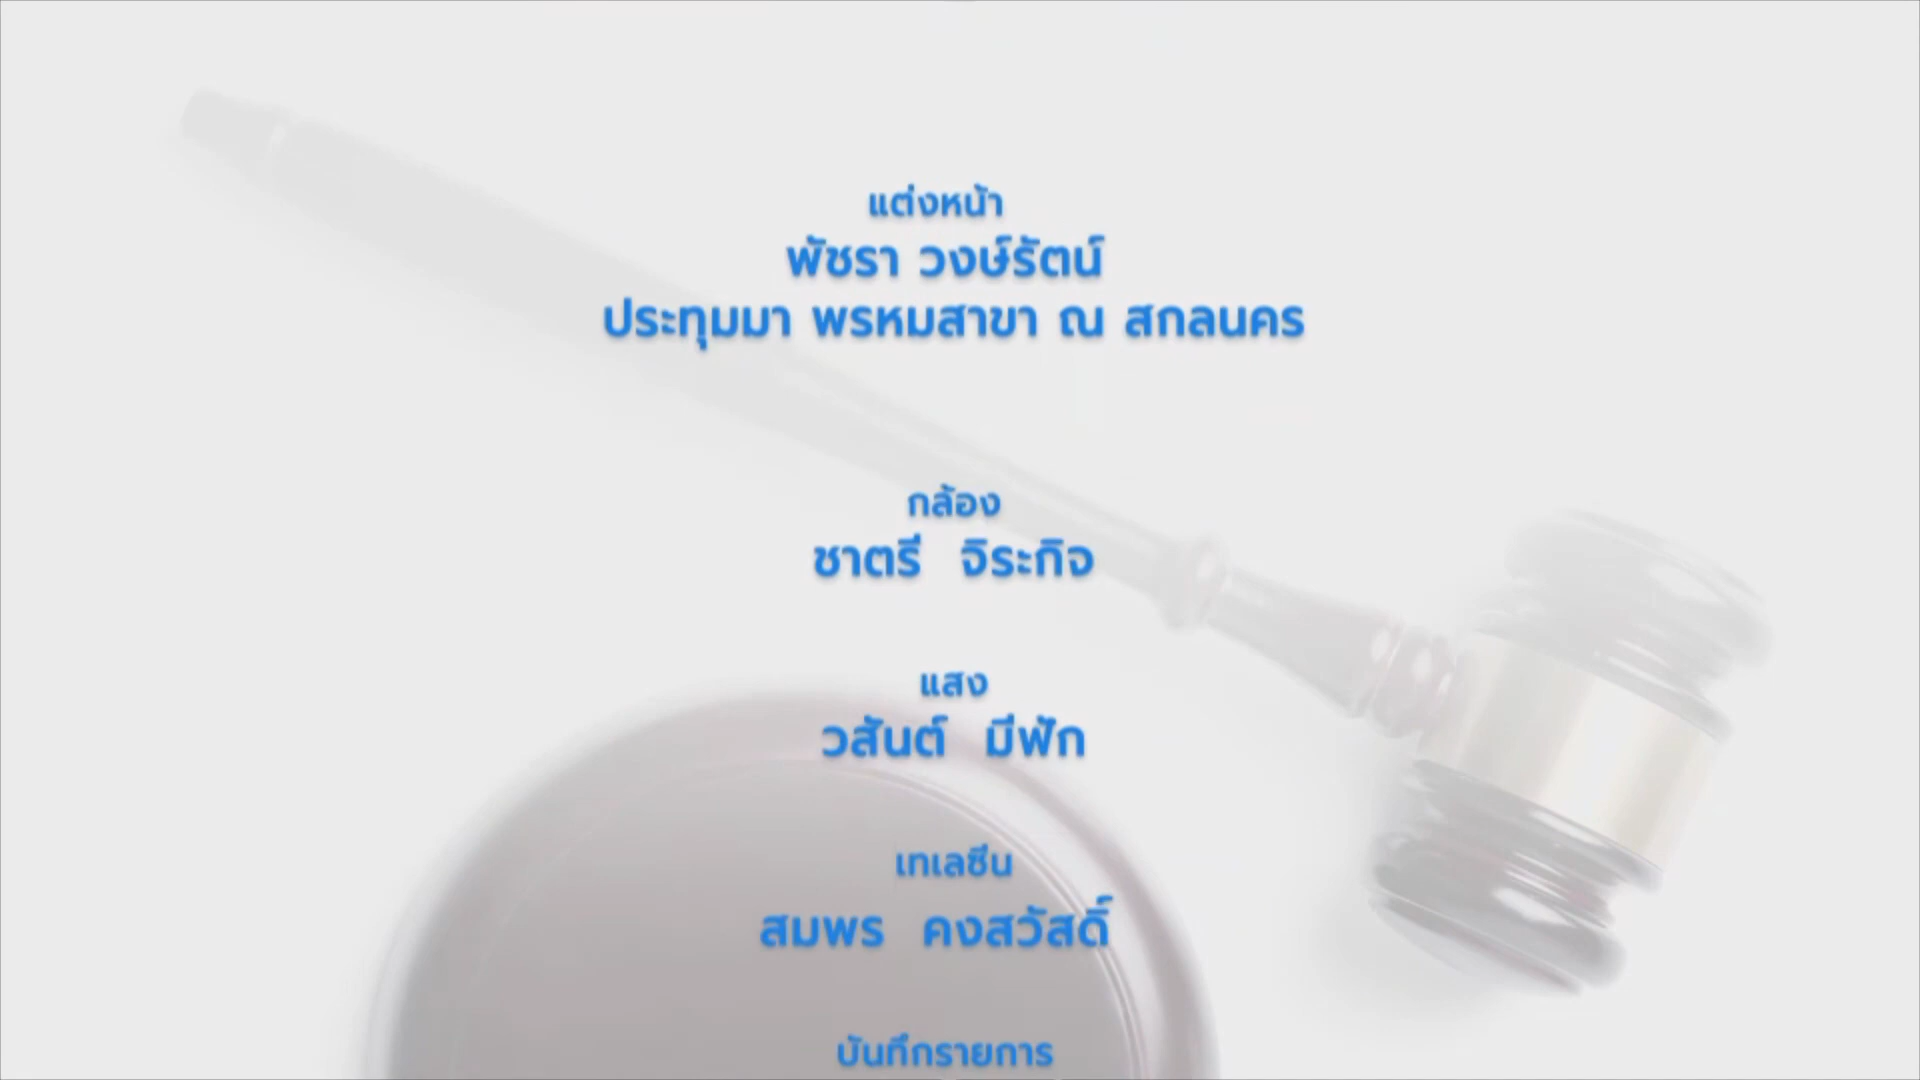 แต่งหน้า
พัชรา วงษ์รัตน์
ประทุมมา พรหมสาขา ณ สกลนคร
กล้อง
ชาตรี จิระกิจ
แสง
วสันต์ มีฟัก
เทเลซีน
สมพร คงสวัสดิ์
บันทึกรายการ